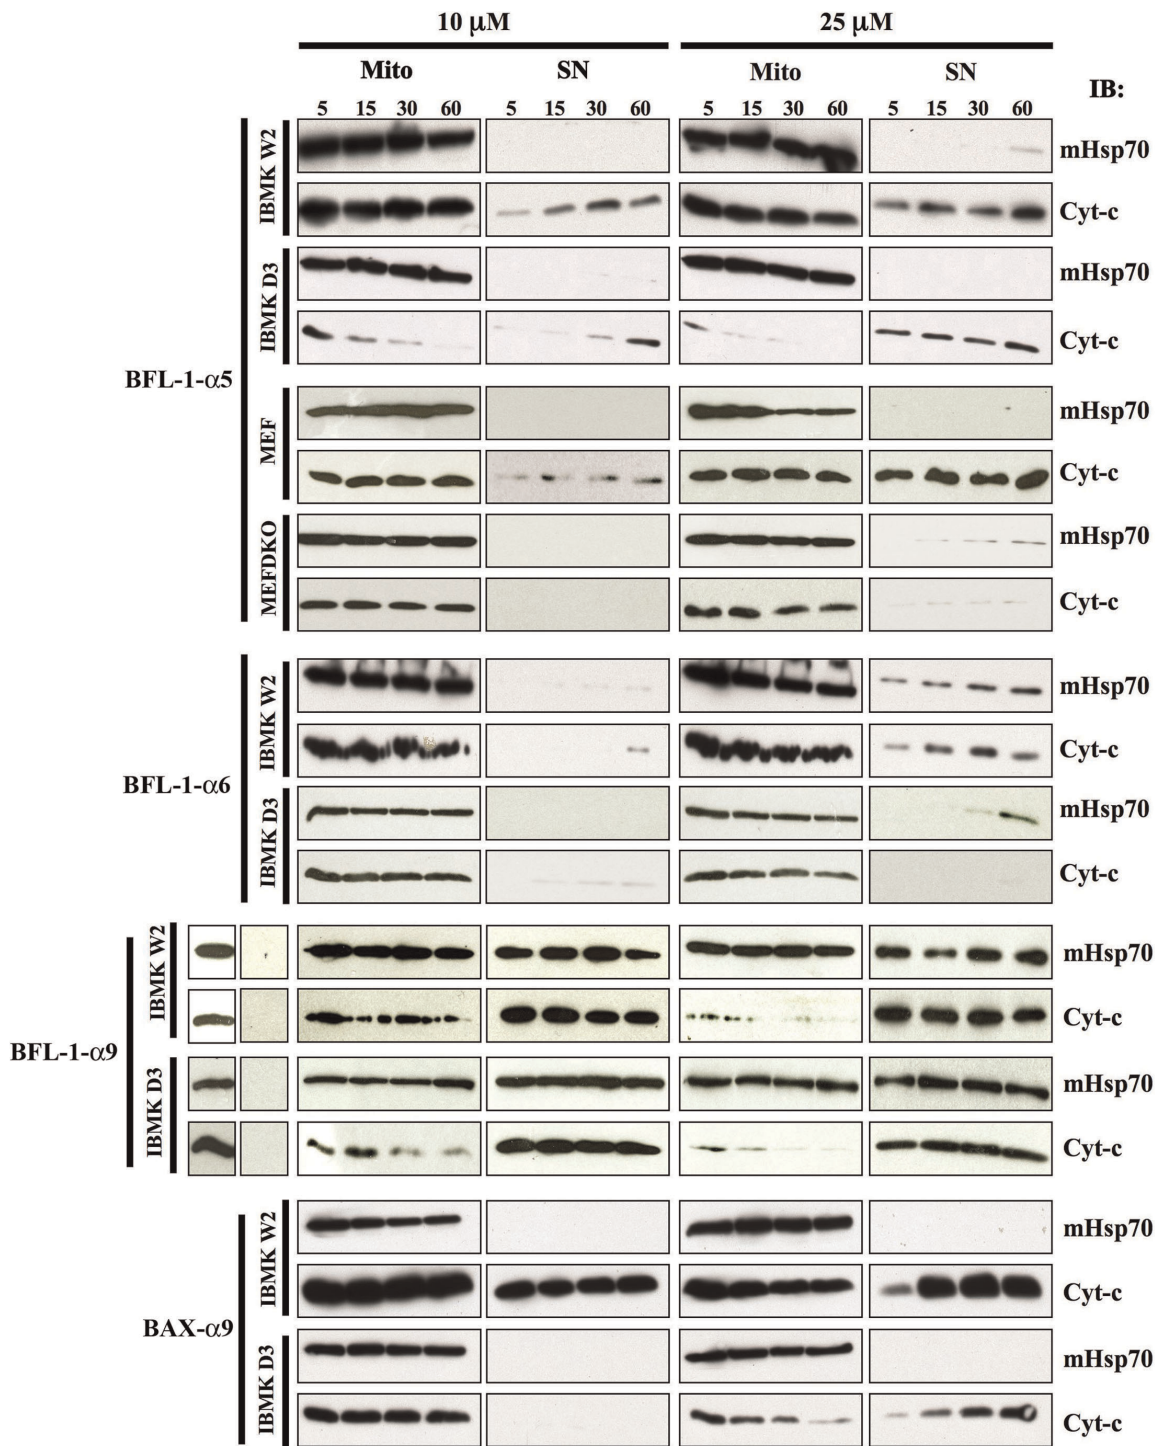 10 μM 25 μM
Mito SN Mito SN IB:
5 15 30 60 5 15 30 60 5 15 30 60 5 15 30 60
BFL-1-α5
IBMK W2
mHsp70
Cyt-c
IBMK D3
mHsp70
Cyt-c
MEF
mHsp70
Cyt-c
MEFDKO
mHsp70
Cyt-c
BFL-1-α6
IBMK W2
mHsp70
Cyt-c
IBMK D3
mHsp70
Cyt-c
BFL-1-α9
IBMK W2
mHsp70
Cyt-c
IBMK D3
mHsp70
Cyt-c
BAX-α9
IBMK W2
mHsp70
Cyt-c
IBMK D3
mHsp70
Cyt-c